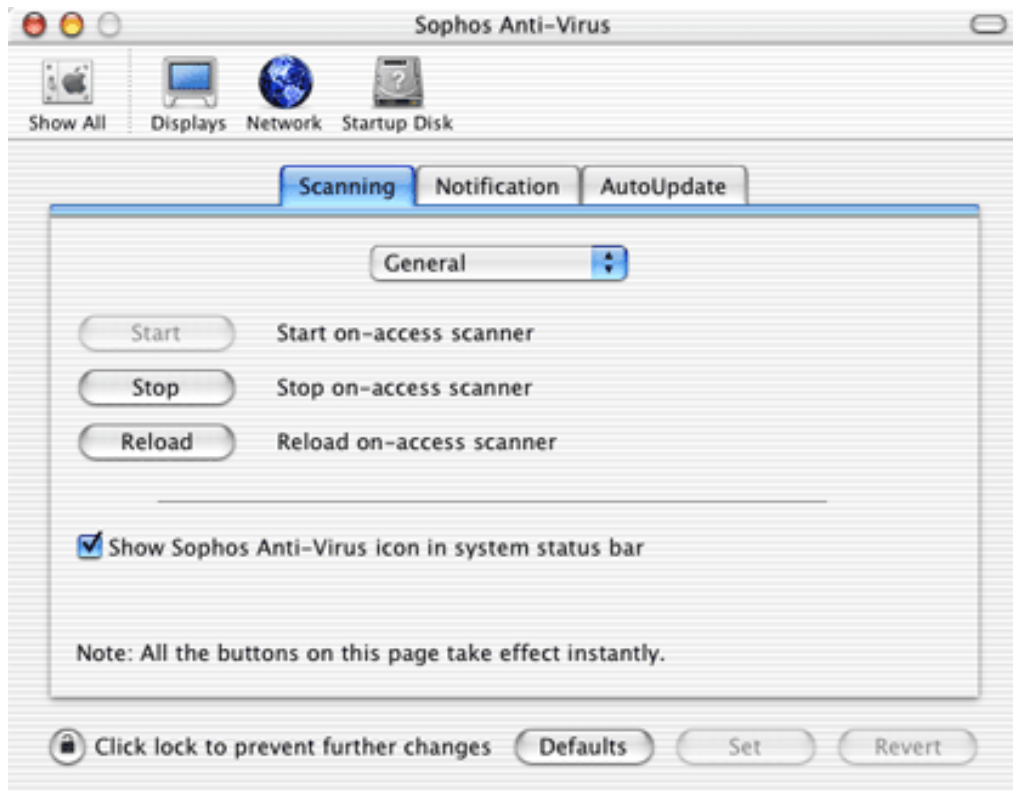 Sophos Anti-Virus
Show All Displays Network Startup Disk
Scanning Notification AutoUpdate
General
Start Start on-access scanner
Stop Stop on-access scanner
Reload Reload on-access scanner
Show Sophos Anti-Virus icon in system status bar
Note: All the buttons on this page take effect instantly.
Click lock to prevent further changes Defaults Set Revert